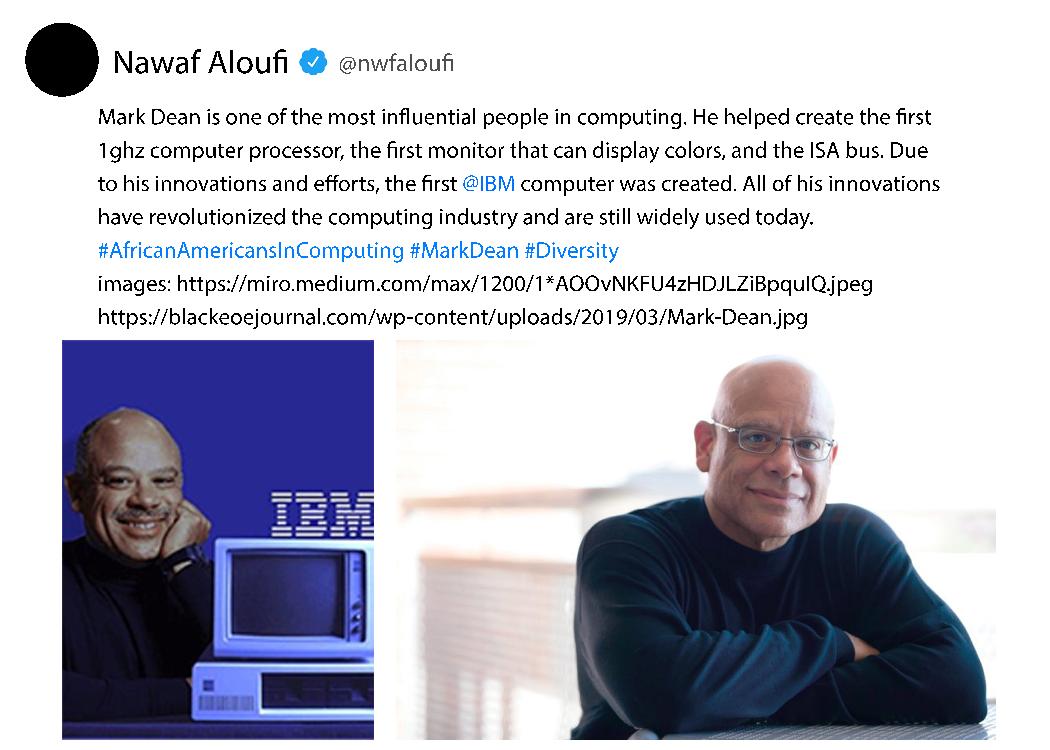 Nawaf Aloufi @nwfaloufi
Mark Dean is one of the most influential people in computing. He helped create the first
1ghz computer processor, the first monitor that can display colors, and the ISA bus. Due
to his innovations and efforts, the first @IBM computer was created. All of his innovations
have revolutionized the computing industry and are still widely used today.
#AfricanAmericansInComputing #MarkDean #Diversity
images: https://miro.medium.com/max/1200/1*AOOvNKFU4zHDJLZiBpquIQ.jpeg
https://blackeoejournal.com/wp-content/uploads/2019/03/Mark-Dean.jpg
IBM